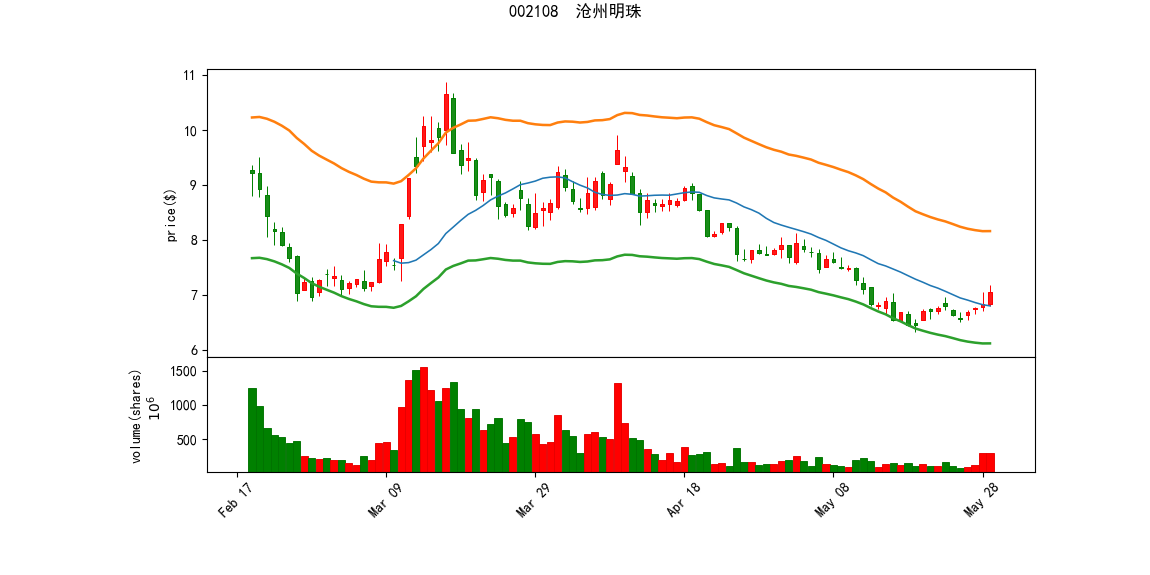 002108 沧州明珠
price($)
11
10
9
8
7
6
volume(shares)
10^6
1500
1000
500
Feb 17
Mar 09
Mar 29
Apr 18
May 08
May 28